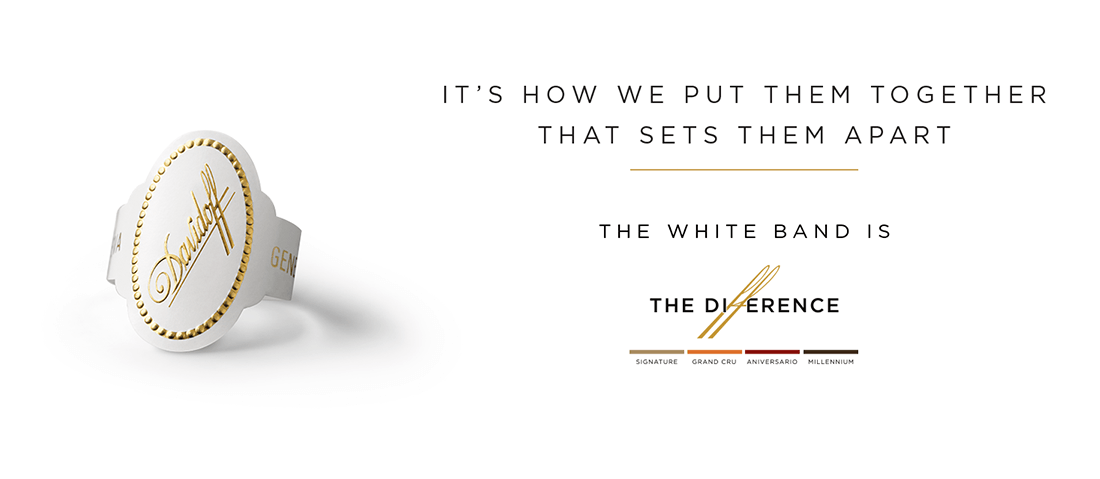 IT'S HOW WE PUT THEM TOGETHER
THAT SETS THEM APART
Davidoff
GENE
THE WHITE BAND IS
THE DIFFERENCE
SIGNATURE GRAND CRU ANIVERSARIO MILLENNIUM